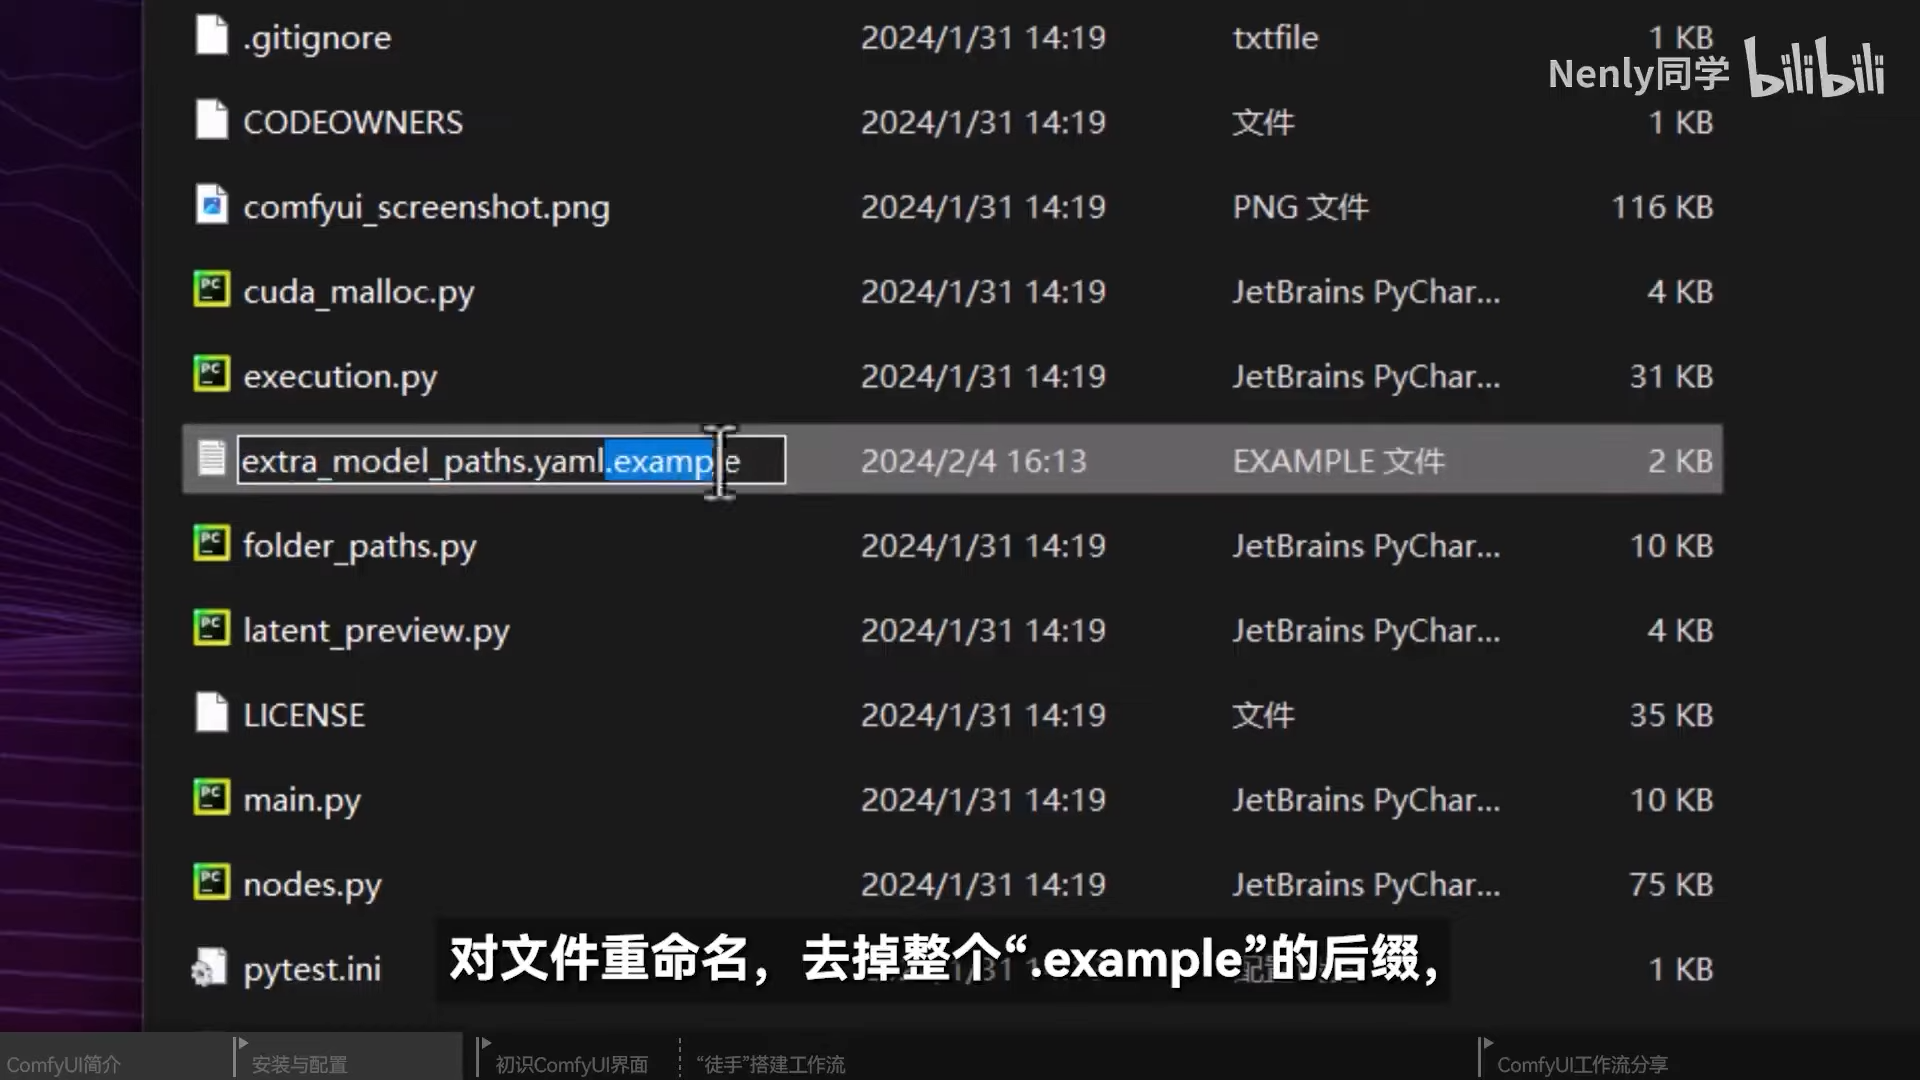 .gitignore 2024/1/31 14:19 txtfile 1 KB
Nenly同学 bilibili
CODEOWNERS 2024/1/31 14:19 文件 1 KB
comfyui_screenshot.png 2024/1/31 14:19 PNG 文件 116 KB
cuda_malloc.py 2024/1/31 14:19 JetBrains PyChar... 4 KB
execution.py 2024/1/31 14:19 JetBrains PyChar... 31 KB
extra_model_paths.yaml.example 2024/2/4 16:13 EXAMPLE 文件 2 KB
folder_paths.py 2024/1/31 14:19 JetBrains PyChar... 10 KB
latent_preview.py 2024/1/31 14:19 JetBrains PyChar... 4 KB
LICENSE 2024/1/31 14:19 文件 35 KB
main.py 2024/1/31 14:19 JetBrains PyChar... 10 KB
nodes.py 2024/1/31 14:19 JetBrains PyChar... 75 KB
pytest.ini 1 KB
对文件重命名，去掉整个“.example”的后缀，
ComfyUI简介 安装与配置 初识ComfyUI界面 “徒手”搭建工作流 ComfyUI工作流分享